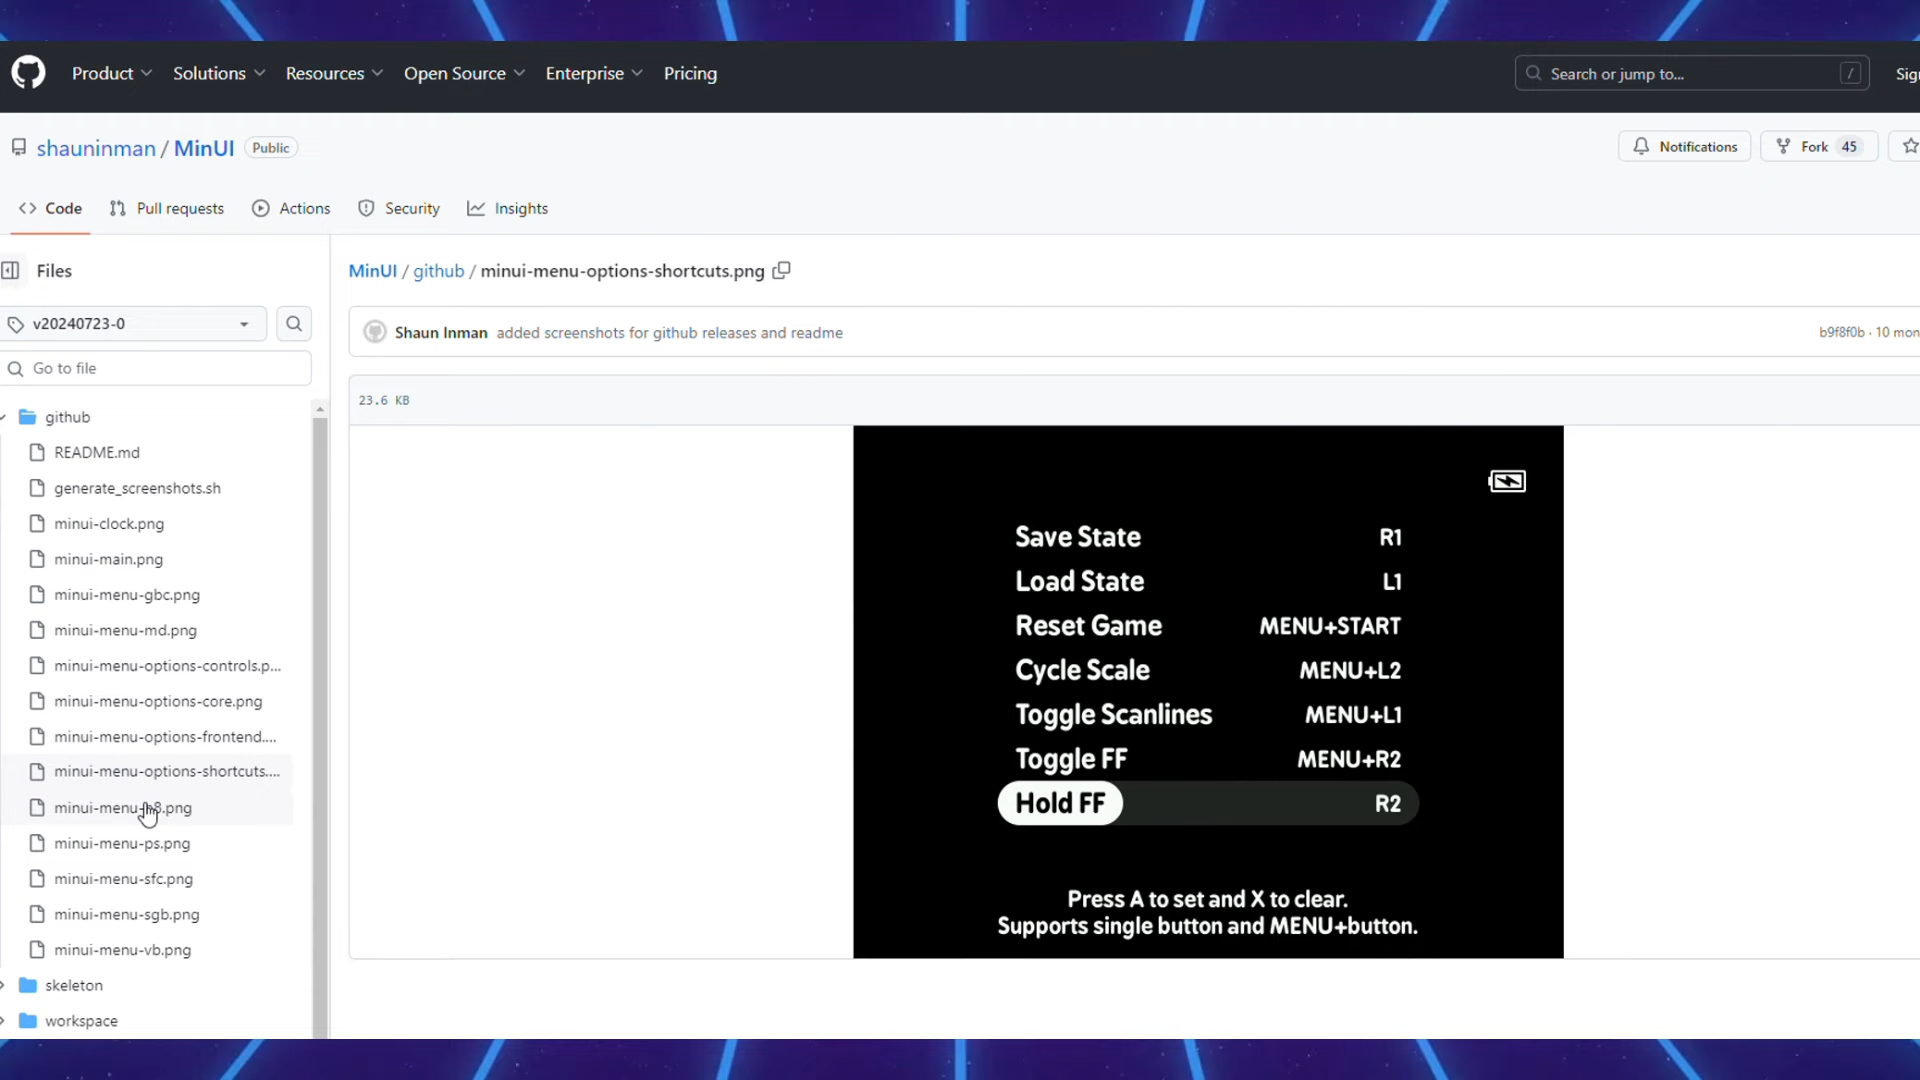 Product Solutions Resources Open Source Enterprise Pricing
Search or jump to... /
shauninman / MinUI Public
Notifications Fork 45
Code Pull requests Actions Security Insights
Files
MinUI / github / minui-menu-options-shortcuts.png
v20240723-0
Shaun Inman added screenshots for github releases and readme
b9f8f0b · 10 mon
Go to file
23.6 KB
github
README.md
generate_screenshots.sh
minui-clock.png
minui-main.png
minui-menu-gbc.png
minui-menu-md.png
minui-menu-options-controls.p...
minui-menu-options-core.png
minui-menu-options-frontend....
minui-menu-options-shortcuts....
minui-menu-ps.png
minui-menu-sfc.png
minui-menu-sgb.png
minui-menu-vb.png
skeleton
workspace
Save State R1
Load State L1
Reset Game MENU+START
Cycle Scale MENU+L2
Toggle Scanlines MENU+L1
Toggle FF MENU+R2
Hold FF R2
Press A to set and X to clear.
Supports single button and MENU+button.